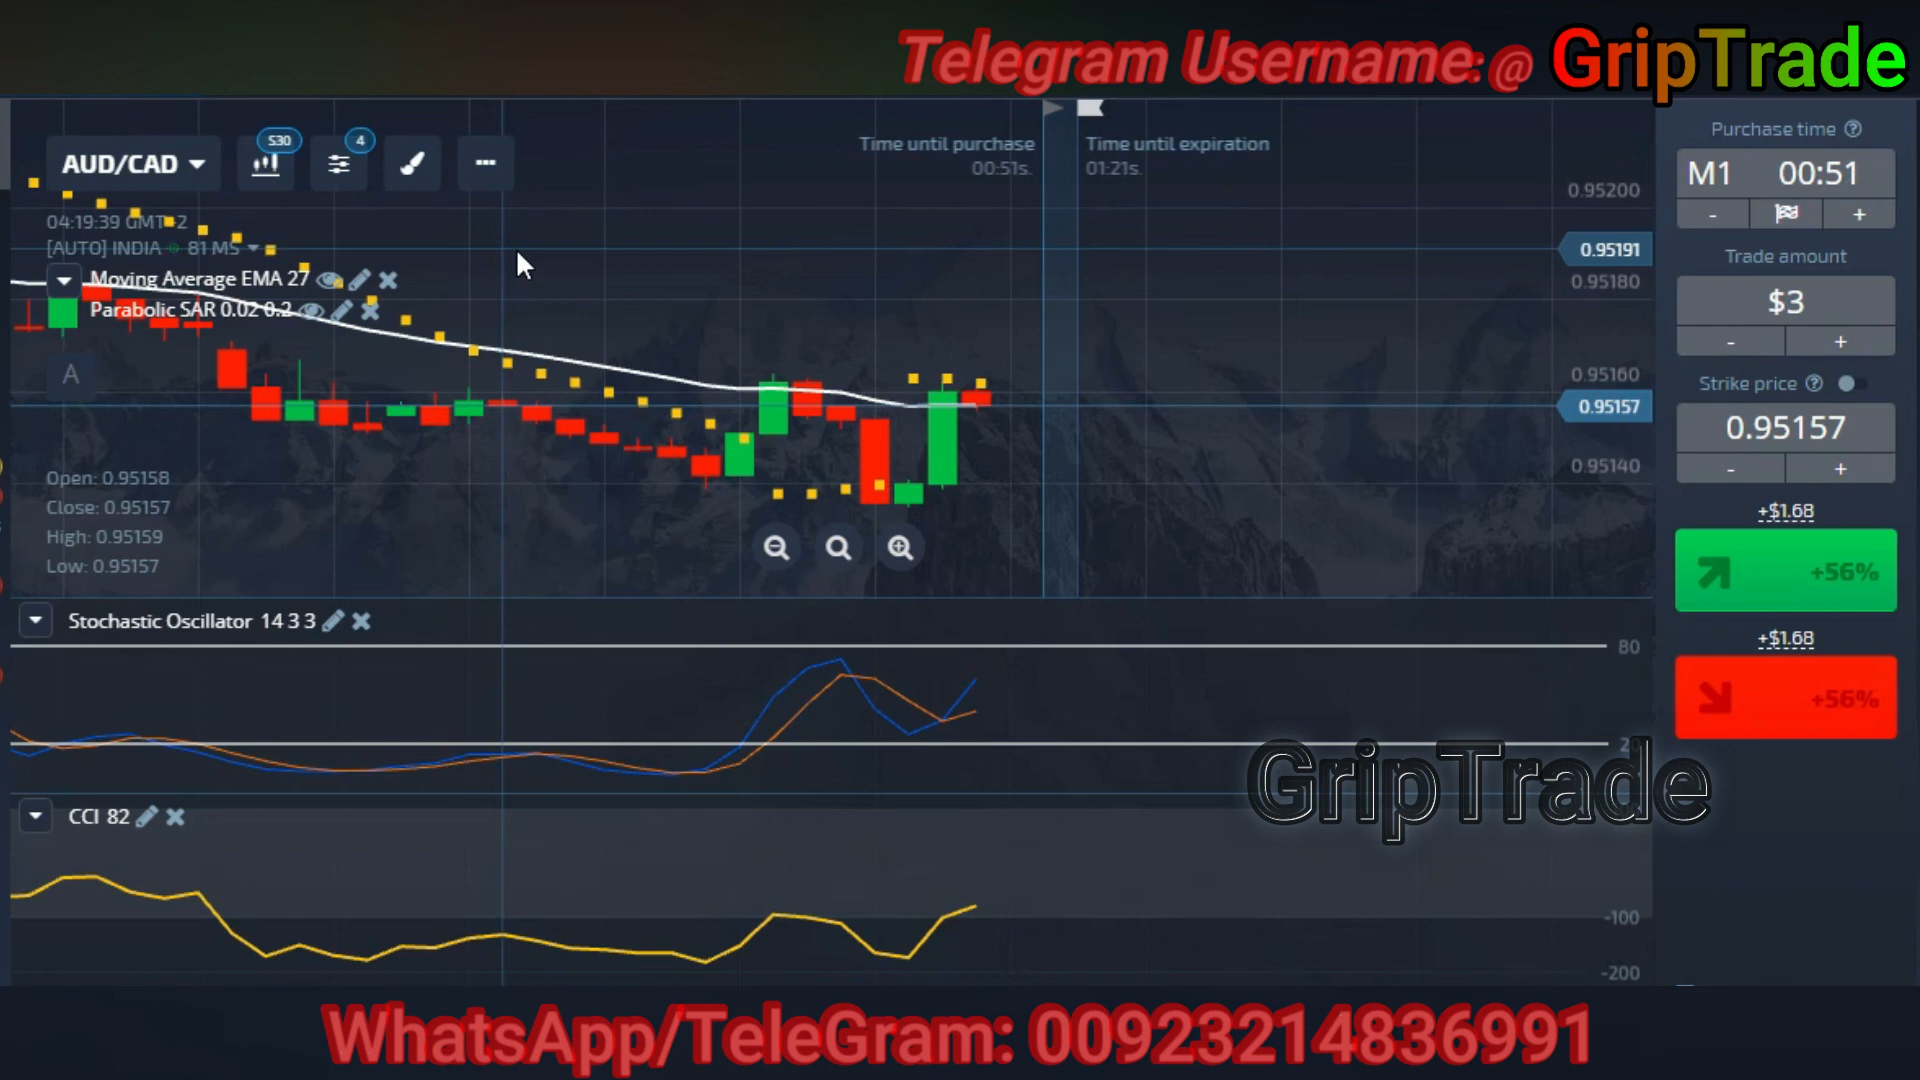 Telegram Username:@ GripTrade
AUD/CAD
S30
4
Time until purchase
00:51s.
Time until expiration
01:21s.
04:19:39 GMT-2
[AUTO] INDIA 81 MS
Moving Average EMA 27
Parabolic SAR 0.02 0.2
A
Open: 0.95158
Close: 0.95157
High: 0.95159
Low: 0.95157
0.95200
0.95191
0.95180
0.95160
0.95157
0.95140
Stochastic Oscillator 14 3 3
80
GripTrade
CCI 82
-100
-200
Purchase time
M1 00:51
- +
Trade amount
$3
- +
Strike price
0.95157
- +
+$1.68
+56%
+$1.68
+56%
WhatsApp/TeleGram: 00923214836991